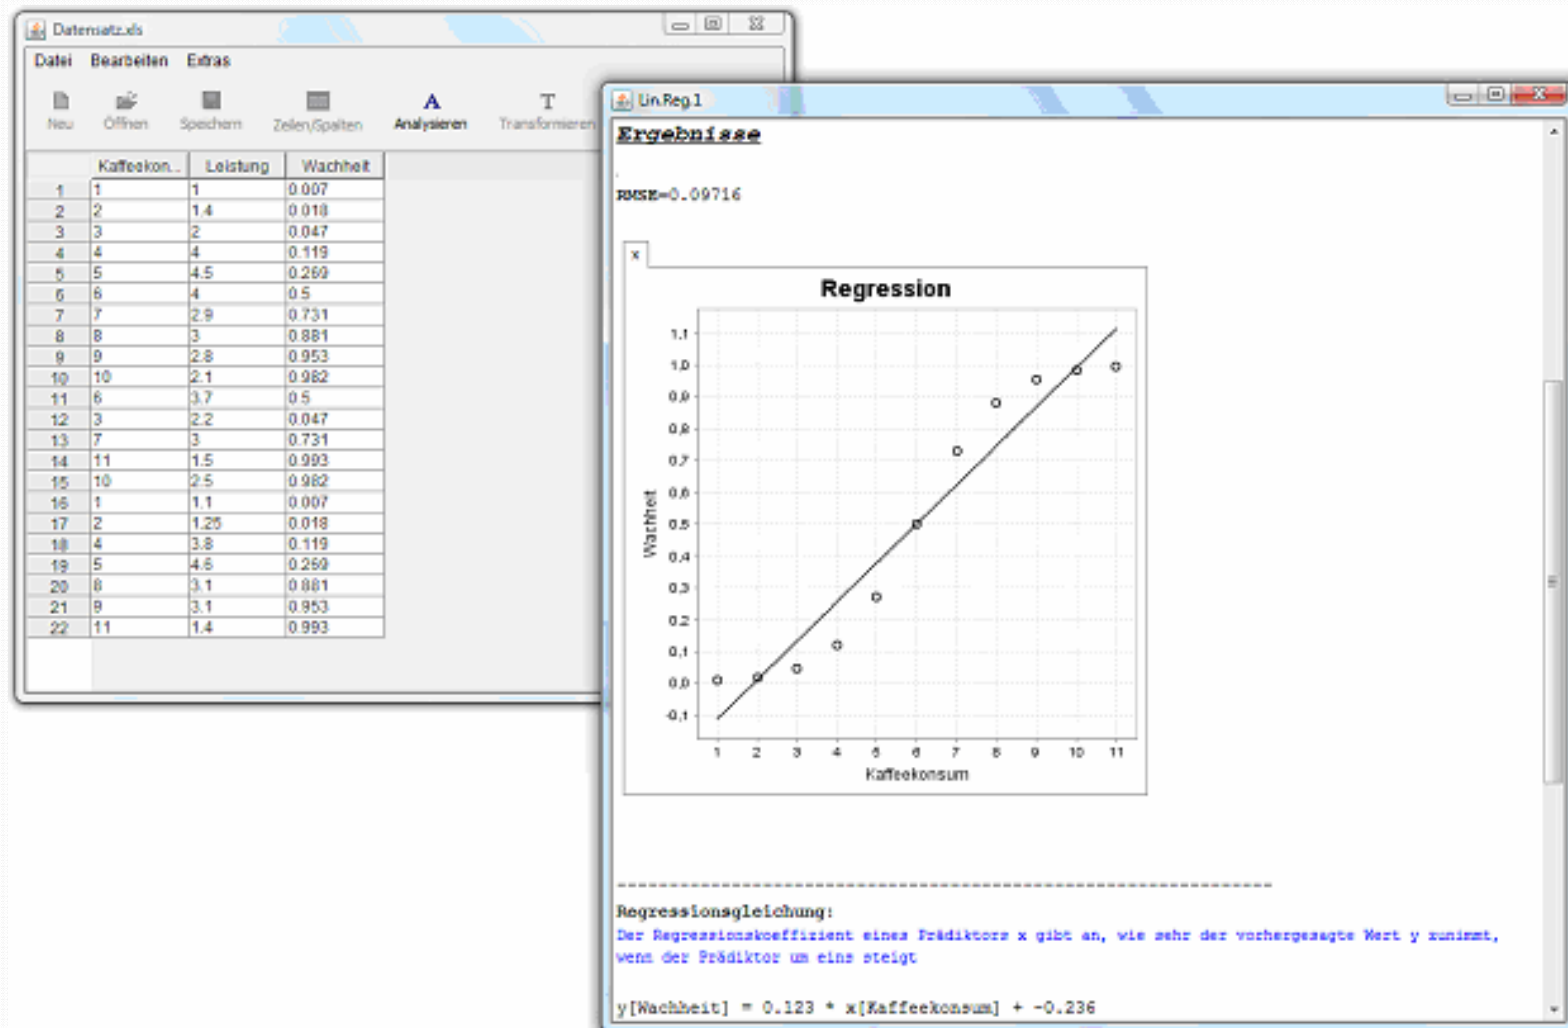 Datensatz.xls
Datei Bearbeiten Extras
Neu Öffnen Speichern Zeilen/Spalten Analysieren Transformieren
Kaffeekon... Leistung Wachheit
1 1 1 0.007
2 2 1.4 0.018
3 3 2 0.047
4 4 4 0.119
5 5 4.5 0.269
6 6 4 0.5
7 7 2.9 0.731
8 8 3 0.881
9 9 2.8 0.953
10 10 2.1 0.982
11 6 3.7 0.5
12 3 2.2 0.047
13 7 3 0.731
14 11 1.5 0.993
15 10 2.5 0.982
16 1 1.1 0.007
17 2 1.25 0.018
18 4 3.8 0.119
19 5 4.6 0.269
20 8 3.1 0.881
21 9 3.1 0.953
22 11 1.4 0.993
Lin.Reg.1
Ergebnisse
RMSE=0.09716
x
Regression
1,1
1,0
0,9
0,8
0,7
0,6
0,5
0,4
0,3
0,2
0,1
0,0
-0,1
Wachheit
1 2 3 4 5 6 7 8 9 10 11
Kaffeekonsum
----------------------------------------------------------------
Regressionsgleichung:
Der Regressionskoeffizient eines Prädiktors x gibt an, wie sehr der vorhergesagte Wert y zunimmt,
wenn der Prädiktor um eins steigt
y[Wachheit] = 0.123 * x[Kaffeekonsum] + -0.236